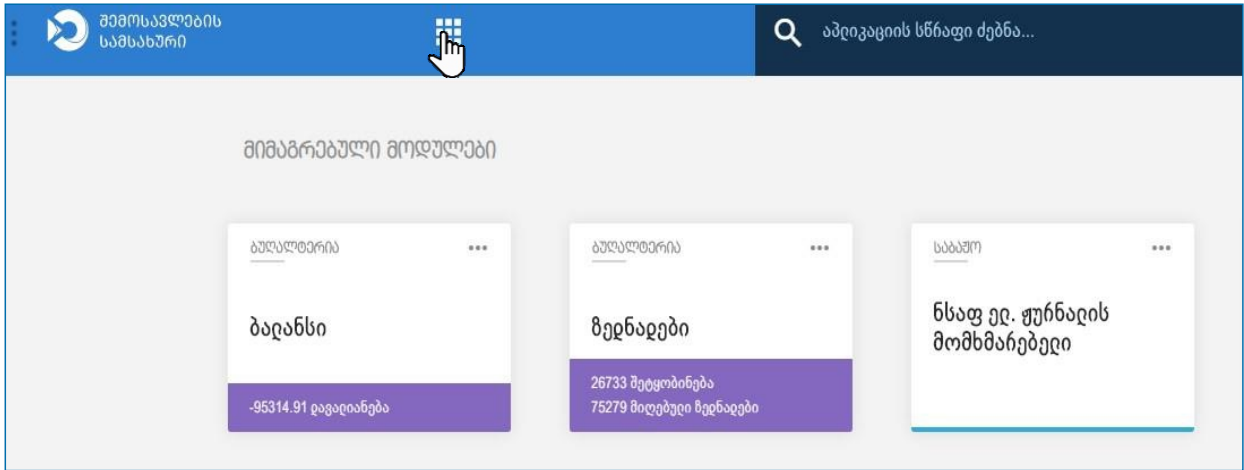 შემოსავლების
სამსახური
აპლიკაციის სწრაფი ძებნა...
მიმაგრებული მოდულები
ბუღალტერია
ბალანსი
-95314.91 დავალიანება
ბუღალტერია
ზედნადები
26733 შეტყობინება
75279 მიღებული ზედნადები
საბაჟო
ნსაფ ელ. ჟურნალის
მომხმარებელი